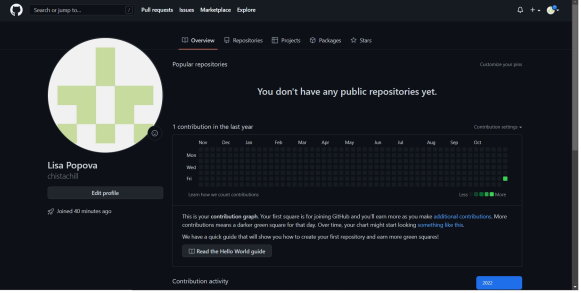 Search or jump to...
/
Pull requests Issues Marketplace Explore
Overview Repositories Projects Packages Stars
Popular repositories
Customize your pins
You don't have any public repositories yet.
1 contribution in the last year
Contribution settings
Nov Dec Jan Feb Mar Apr May Jun Jul Aug Sep Oct
Mon
Wed
Fri
Learn how we count contributions
Less More
Lisa Popova
chistachill
Edit profile
Joined 40 minutes ago
This is your contribution graph. Your first square is for joining GitHub and you'll earn more as you make additional contributions. More
contributions means a darker green square for that day. Over time, your chart might start looking something like this.
We have a quick guide that will show you how to create your first repository and earn more green squares!
Read the Hello World guide
Contribution activity
2022